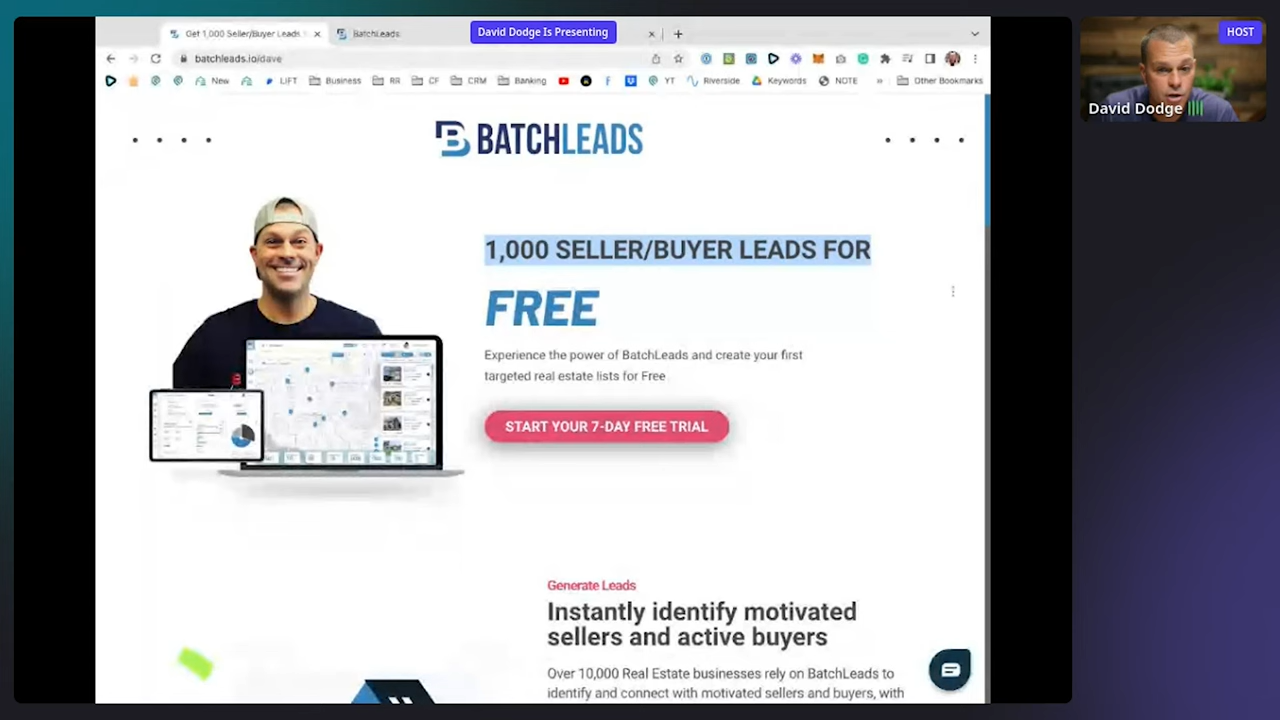 Get 1,000 Seller/Buyer Leads
BatchLeads
David Dodge Is Presenting
HOST
batchleads.io/dave
New
LIFT
Business
RR
CF
CRM
Banking
YT
Riverside
Keywords
NOTE
Other Bookmarks
David Dodge
BATCHLEADS
1,000 SELLER/BUYER LEADS FOR
FREE
Experience the power of BatchLeads and create your first
targeted real estate lists for Free
START YOUR 7-DAY FREE TRIAL
Generate Leads
Instantly identify motivated
sellers and active buyers
Over 10,000 Real Estate businesses rely on BatchLeads to
identify and connect with motivated sellers and buyers, with